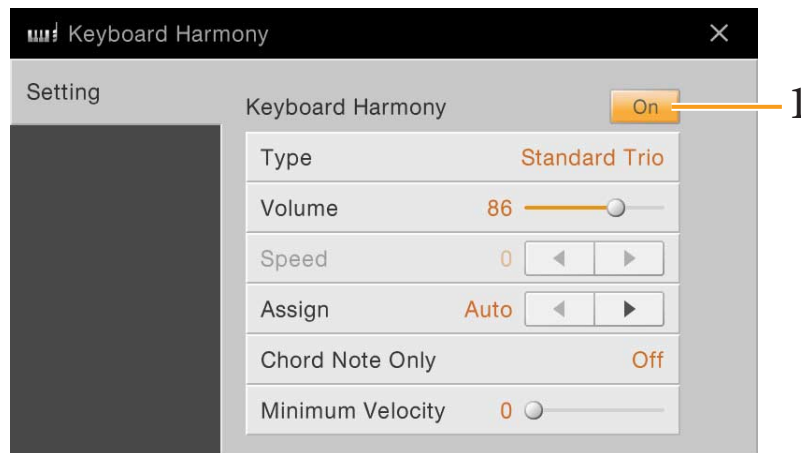 Keyboard Harmony
Setting
Keyboard Harmony On 1
Type Standard Trio
Volume 86
Speed 0
Assign Auto
Chord Note Only Off
Minimum Velocity 0